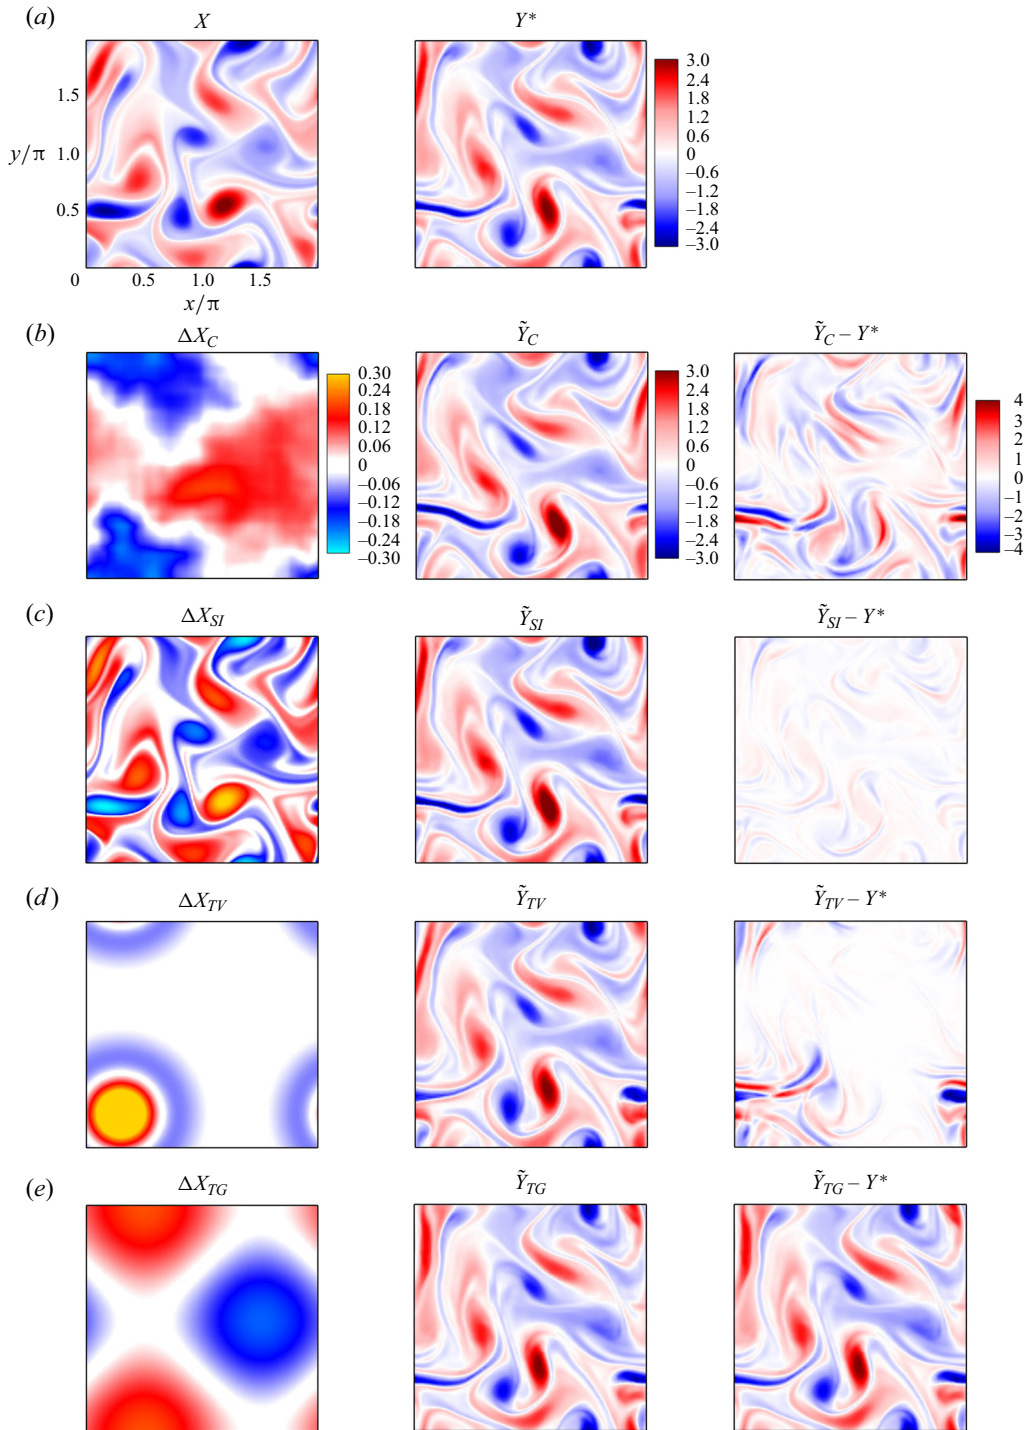 (a)
X
Y*
1.5
1.0
0.5
0
y/π
0.5
1.0
1.5
x/π
3.0
2.4
1.8
1.2
0.6
0
–0.6
–1.2
–1.8
–2.4
–3.0
(b)
ΔX_C
Ỹ_C
Ỹ_C – Y*
0.30
0.24
0.18
0.12
0.06
0
–0.06
–0.12
–0.18
–0.24
–0.30
3.0
2.4
1.8
1.2
0.6
0
–0.6
–1.2
–1.8
–2.4
–3.0
4
3
2
1
0
–1
–2
–3
–4
(c)
ΔX_SI
Ỹ_SI
Ỹ_SI – Y*
(d)
ΔX_TV
Ỹ_TV
Ỹ_TV – Y*
(e)
ΔX_TG
Ỹ_TG
Ỹ_TG – Y*